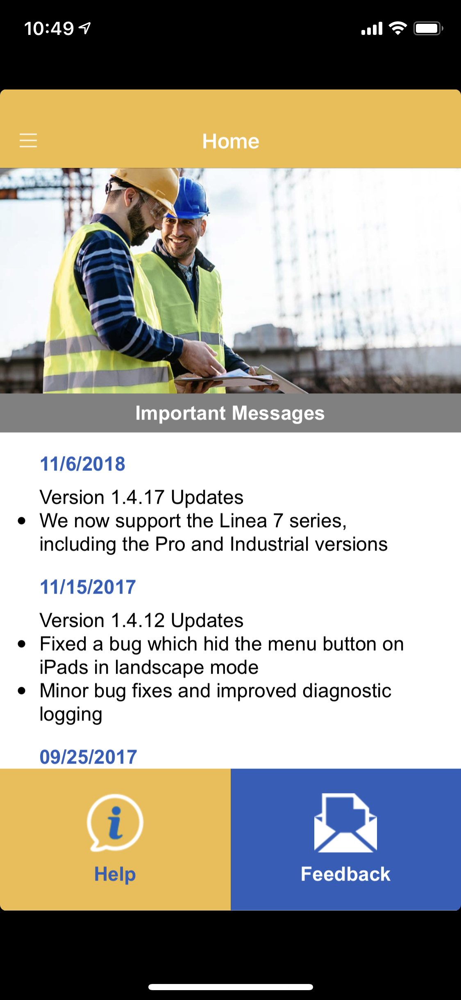 10:49
Home
Important Messages
11/6/2018
Version 1.4.17 Updates
• We now support the Linea 7 series,
including the Pro and Industrial versions
11/15/2017
Version 1.4.12 Updates
• Fixed a bug which hid the menu button on
iPads in landscape mode
• Minor bug fixes and improved diagnostic
logging
09/25/2017
i
Help
Feedback